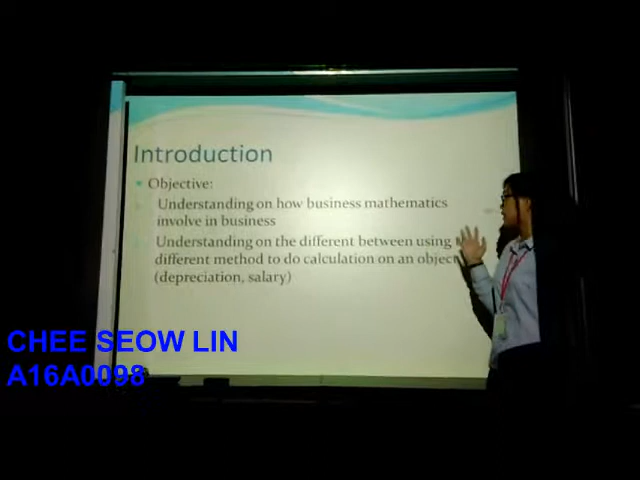 Introduction
Objective:
Understanding on how business mathematics
involve in business
Understanding on the different between using
different method to do calculation on an object
(depreciation, salary)
CHEE SEOW LIN
A16A0098